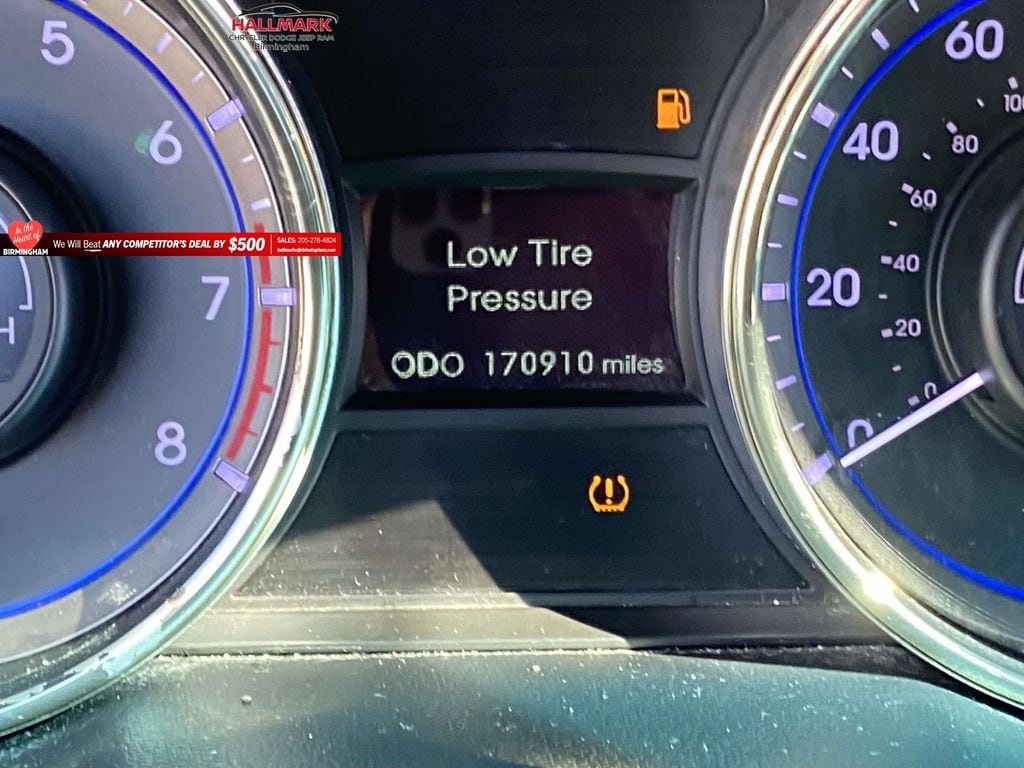 HALLMARK
CHRYSLER DODGE JEEP RAM
Birmingham
5
6
7
8
H
In the
Heart of
BIRMINGHAM
We Will Beat ANY COMPETITOR'S DEAL BY $500
SALES: 205-278-4824
Low Tire
Pressure
ODO 170910 miles
60
40
20
0
100
80
60
40
20
0